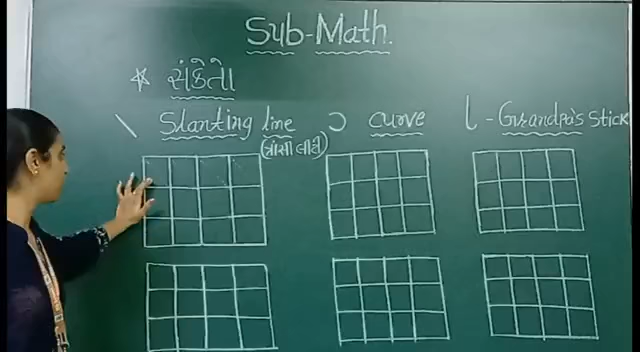 Sub-Math.
☆ સંકેતો
\ Slanting line ɔ curve l - Grandpa's stick
(ત્રાંસી લીટી)